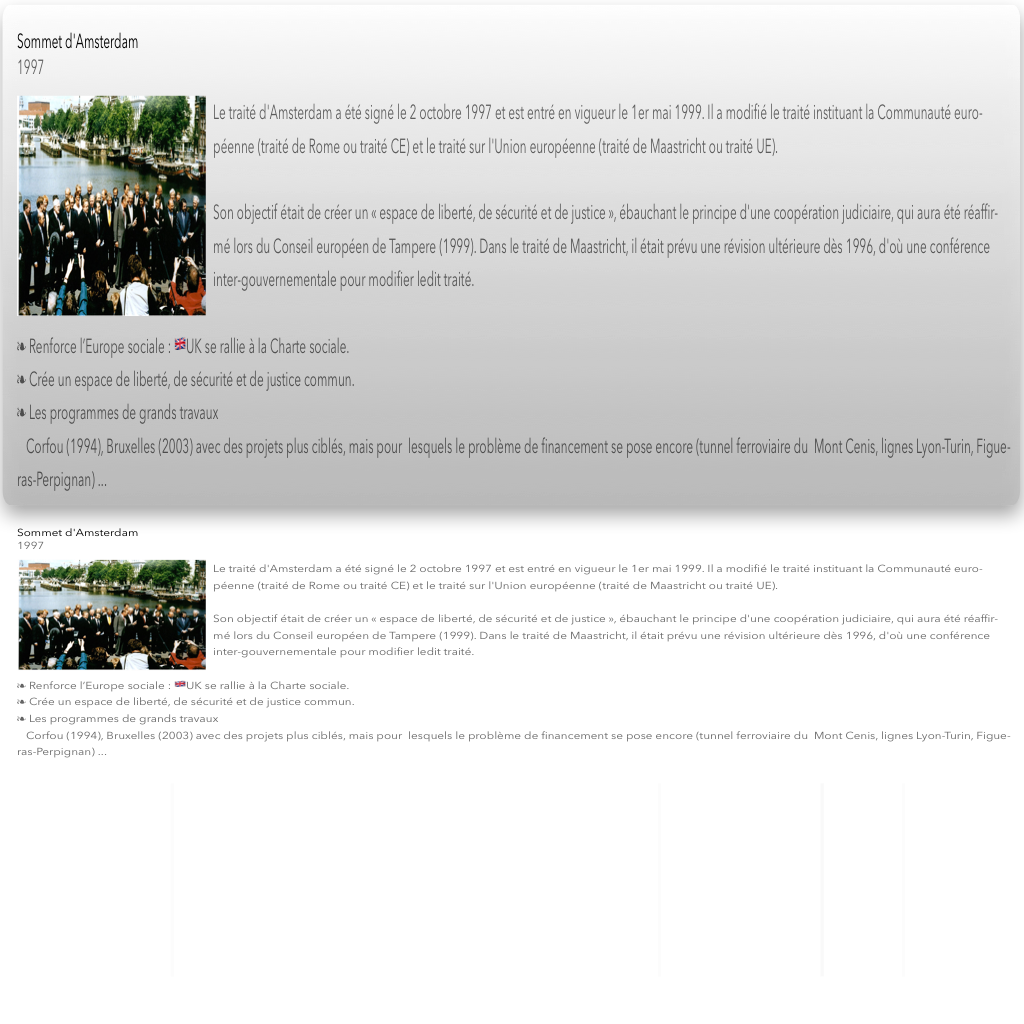 Sommet d'Amsterdam
1997
Le traité d'Amsterdam a été signé le 2 octobre 1997 et est entré en vigueur le 1er mai 1999. Il a modifié le traité instituant la Communauté euro-
péenne (traité de Rome ou traité CE) et le traité sur l'Union européenne (traité de Maastricht ou traité UE).
Son objectif était de créer un « espace de liberté, de sécurité et de justice », ébauchant le principe d'une coopération judiciaire, qui aura été réaffir-
mé lors du Conseil européen de Tampere (1999). Dans le traité de Maastricht, il était prévu une révision ultérieure dès 1996, d'où une conférence
inter-gouvernementale pour modifier ledit traité.
❧ Renforce l’Europe sociale : 🇬🇧UK se rallie à la Charte sociale.
❧ Crée un espace de liberté, de sécurité et de justice commun.
❧ Les programmes de grands travaux
Corfou (1994), Bruxelles (2003) avec des projets plus ciblés, mais pour  lesquels le problème de financement se pose encore (tunnel ferroviaire du  Mont Cenis, lignes Lyon-Turin, Figue-
ras-Perpignan) ...
Sommet d'Amsterdam
1997
Le traité d'Amsterdam a été signé le 2 octobre 1997 et est entré en vigueur le 1er mai 1999. Il a modifié le traité instituant la Communauté euro-
péenne (traité de Rome ou traité CE) et le traité sur l'Union européenne (traité de Maastricht ou traité UE).
Son objectif était de créer un « espace de liberté, de sécurité et de justice », ébauchant le principe d'une coopération judiciaire, qui aura été réaffir-
mé lors du Conseil européen de Tampere (1999). Dans le traité de Maastricht, il était prévu une révision ultérieure dès 1996, d'où une conférence
inter-gouvernementale pour modifier ledit traité.
❧ Renforce l’Europe sociale : 🇬🇧UK se rallie à la Charte sociale.
❧ Crée un espace de liberté, de sécurité et de justice commun.
❧ Les programmes de grands travaux
Corfou (1994), Bruxelles (2003) avec des projets plus ciblés, mais pour  lesquels le problème de financement se pose encore (tunnel ferroviaire du  Mont Cenis, lignes Lyon-Turin, Figue-
ras-Perpignan) ...